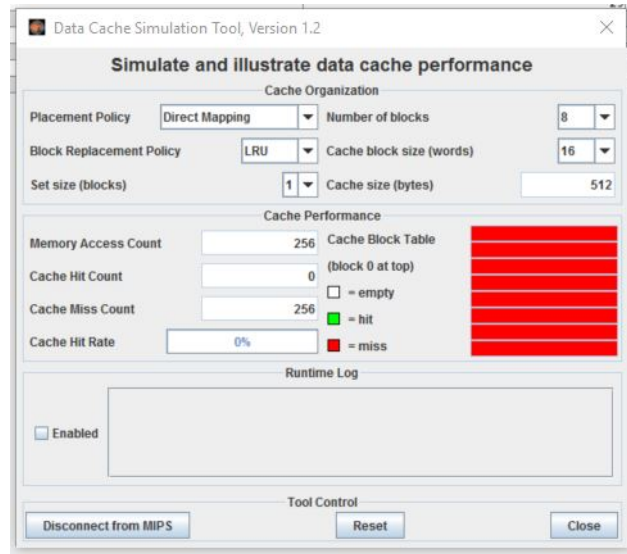 Data Cache Simulation Tool, Version 1.2
Simulate and illustrate data cache performance
Cache Organization
Placement Policy Direct Mapping Number of blocks 8
Block Replacement Policy LRU Cache block size (words) 16
Set size (blocks) 1 Cache size (bytes) 512
Cache Performance
Memory Access Count 256 Cache Block Table
Cache Hit Count 0 (block 0 at top)
= empty
Cache Miss Count 256
= hit
Cache Hit Rate 0% = miss
Runtime Log
Enabled
Tool Control
Disconnect from MIPS Reset Close